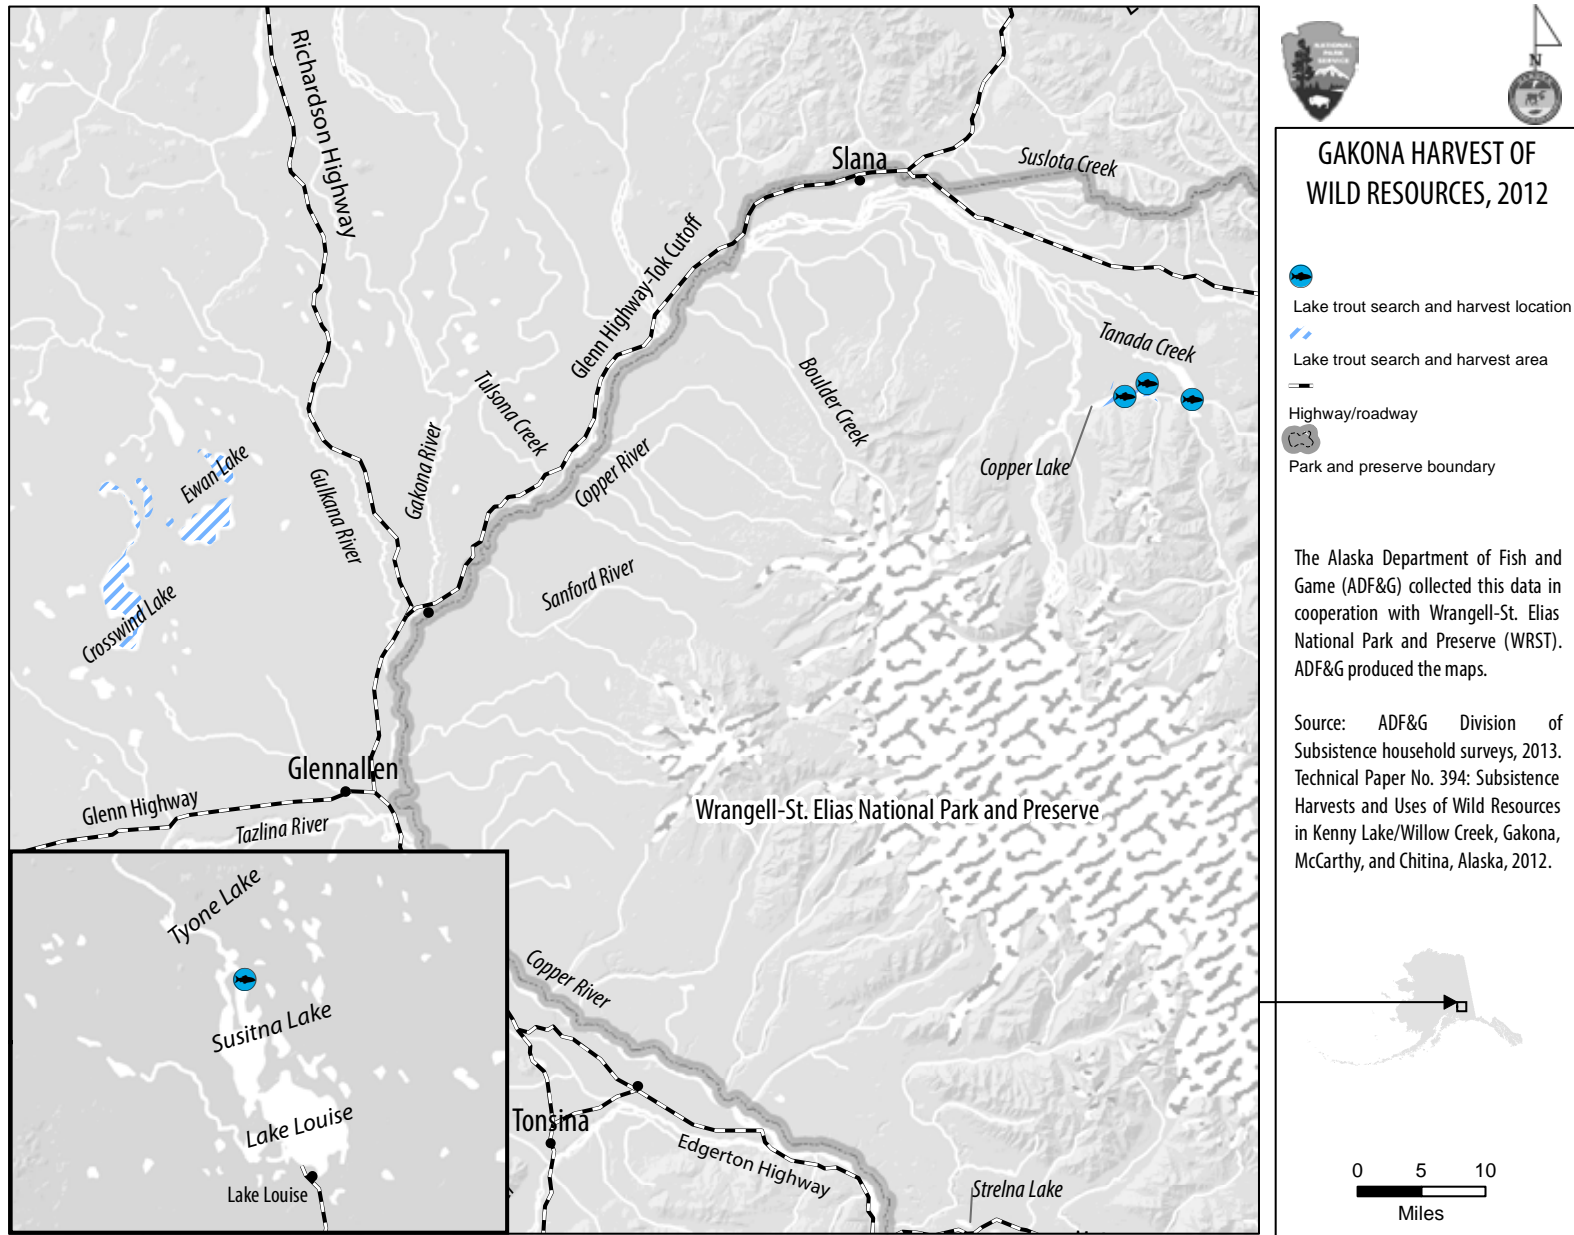 Richardson Highway
Slana
Suslota Creek
Glenn Highway-Tok Cutoff
Tanada Creek
Boulder Creek
Tulsona Creek
Gakona River
Copper Lake
Ewan Lake
Gulkana River
Copper River
Sanford River
Crosswind Lake
Glennallen
Glenn Highway
Tazlina River
Wrangell-St. Elias National Park and Preserve
Tyone Lake
Susitna Lake
Lake Louise
Lake Louise
Copper River
Tonsina
Edgerton Highway
Strelna Lake
NATIONAL
PARK
SERVICE
N
GAKONA HARVEST OF
WILD RESOURCES, 2012
Lake trout search and harvest location
Lake trout search and harvest area
Highway/roadway
Park and preserve boundary
The Alaska Department of Fish and
Game (ADF&G) collected this data in
cooperation with Wrangell-St. Elias
National Park and Preserve (WRST).
ADF&G produced the maps.
Source: ADF&G Division of
Subsistence household surveys, 2013.
Technical Paper No. 394: Subsistence
Harvests and Uses of Wild Resources
in Kenny Lake/Willow Creek, Gakona,
McCarthy, and Chitina, Alaska, 2012.
0 5 10
Miles